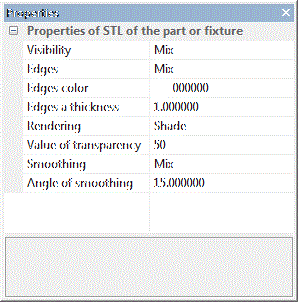 Properties
Properties of STL of the part or fixture
Visibility Mix
Edges Mix
Edges color 000000
Edges a thickness 1.000000
Rendering Shade
Value of transparency 50
Smoothing Mix
Angle of smoothing 15.000000